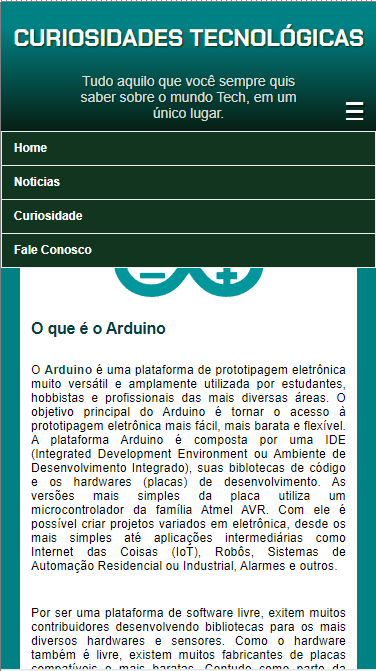 CURIOSIDADES TECNOLÓGICAS
Tudo aquilo que você sempre quis
saber sobre o mundo Tech, em um
único lugar.
Home
Noticias
Curiosidade
Fale Conosco
O que é o Arduino
O Arduino é uma plataforma de prototipagem eletrônica
muito versátil e amplamente utilizada por estudantes,
hobbistas e profissionais das mais diversas áreas. O
objetivo principal do Arduino é tornar o acesso à
prototipagem eletrônica mais fácil, mais barata e flexível.
A plataforma Arduino é composta por uma IDE
(Integrated Development Environment ou Ambiente de
Desenvolvimento Integrado), suas biblotecas de código
e os hardwares (placas) de desenvolvimento. As
versões mais simples da placa utiliza um
microcontrolador da família Atmel AVR. Com ele é
possível criar projetos variados em eletrônica, desde os
mais simples até aplicações intermediárias como
Internet das Coisas (IoT), Robôs, Sistemas de
Automação Residencial ou Industrial, Alarmes e outros.
Por ser uma plataforma de software livre, exitem muitos
contribuidores desenvolvendo bibliotecas para os mais
diversos hardwares e sensores. Como o hardware
também é livre, existem muitos fabricantes de placas
compatíveis e mais baratas. Contudo como parte da